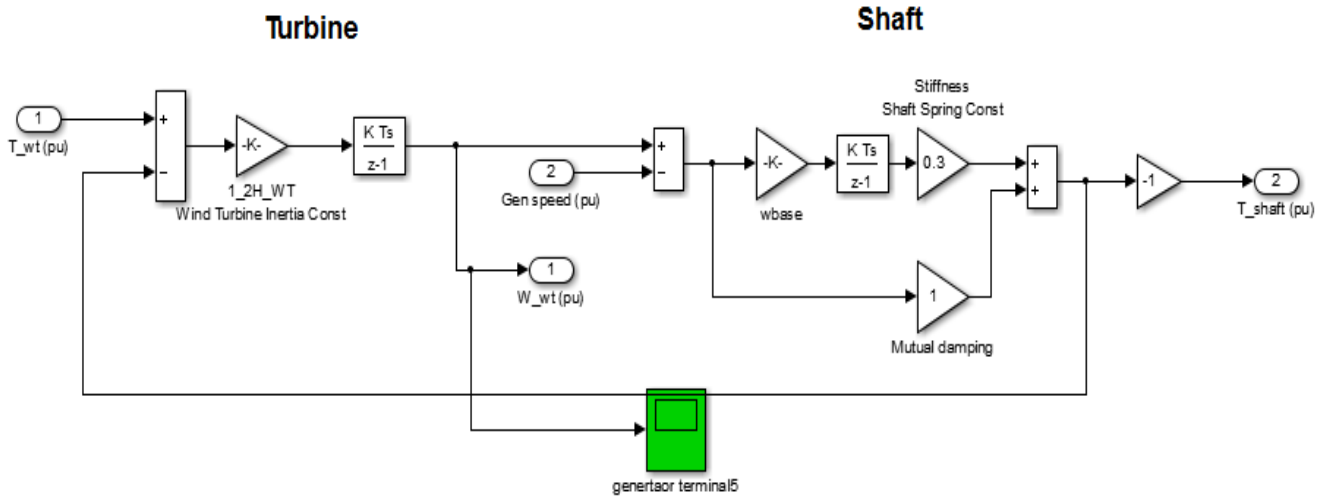 Turbine
Shaft
Stiffness
Shaft Spring Const
1
T_wt (pu)
+
−
-K-
1_2H_WT
Wind Turbine Inertia Const
K Ts
z-1
2
Gen speed (pu)
+
−
-K-
wbase
K Ts
z-1
0.3
+
+
-1
2
T_shaft (pu)
1
W_wt (pu)
1
Mutual damping
genertaor terminal5